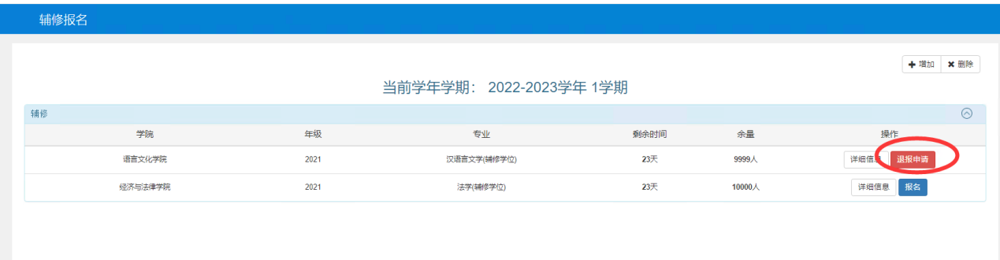 辅修报名
增加 删除
当前学年学期： 2022-2023学年 1学期
辅修
学院 年级 专业 剩余时间 余量 操作
语言文化学院 2021 汉语言文学(辅修学位) 23天 9999人 详细信息 退报申请
经济与法律学院 2021 法学(辅修学位) 23天 10000人 详细信息 报名